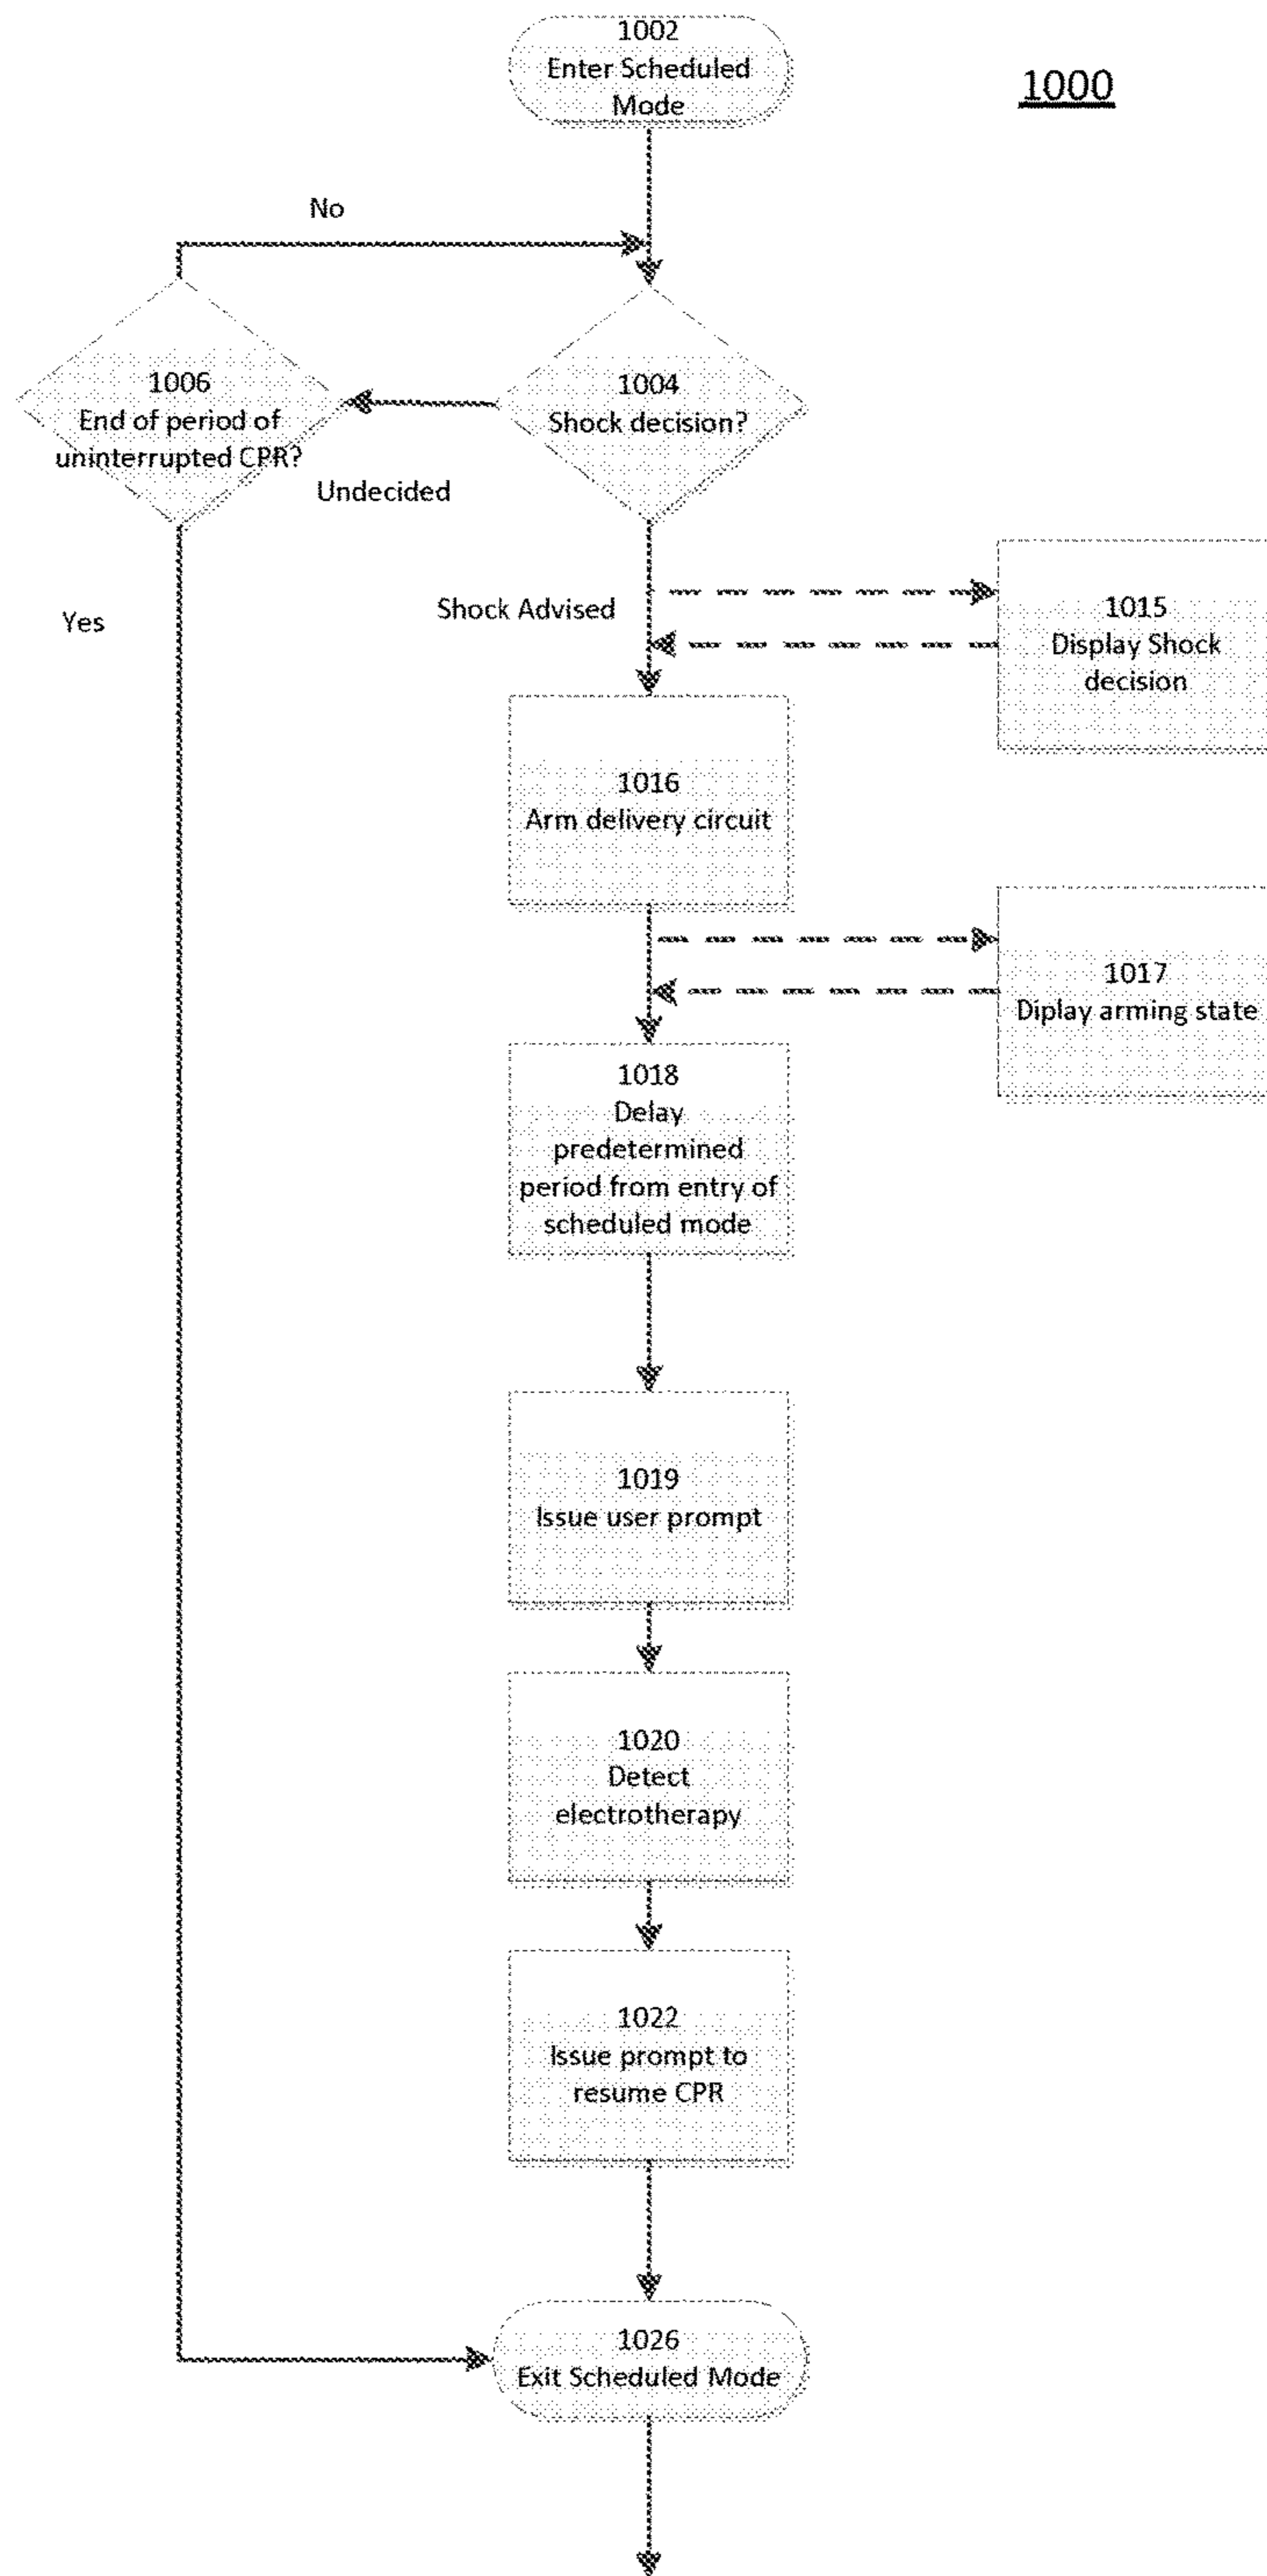 1002
Enter Scheduled
Mode
1000
No
1006
End of period of
uninterrupted CPR?
1004
Shock decision?
Undecided
Yes
Shock Advised
1015
Display Shock
decision
1016
Arm delivery circuit
1017
Diplay arming state
1018
Delay
predetermined
period from entry of
scheduled mode
1019
Issue user prompt
1020
Detect
electrotherapy
1022
Issue prompt to
resume CPR
1026
Exit Scheduled Mode